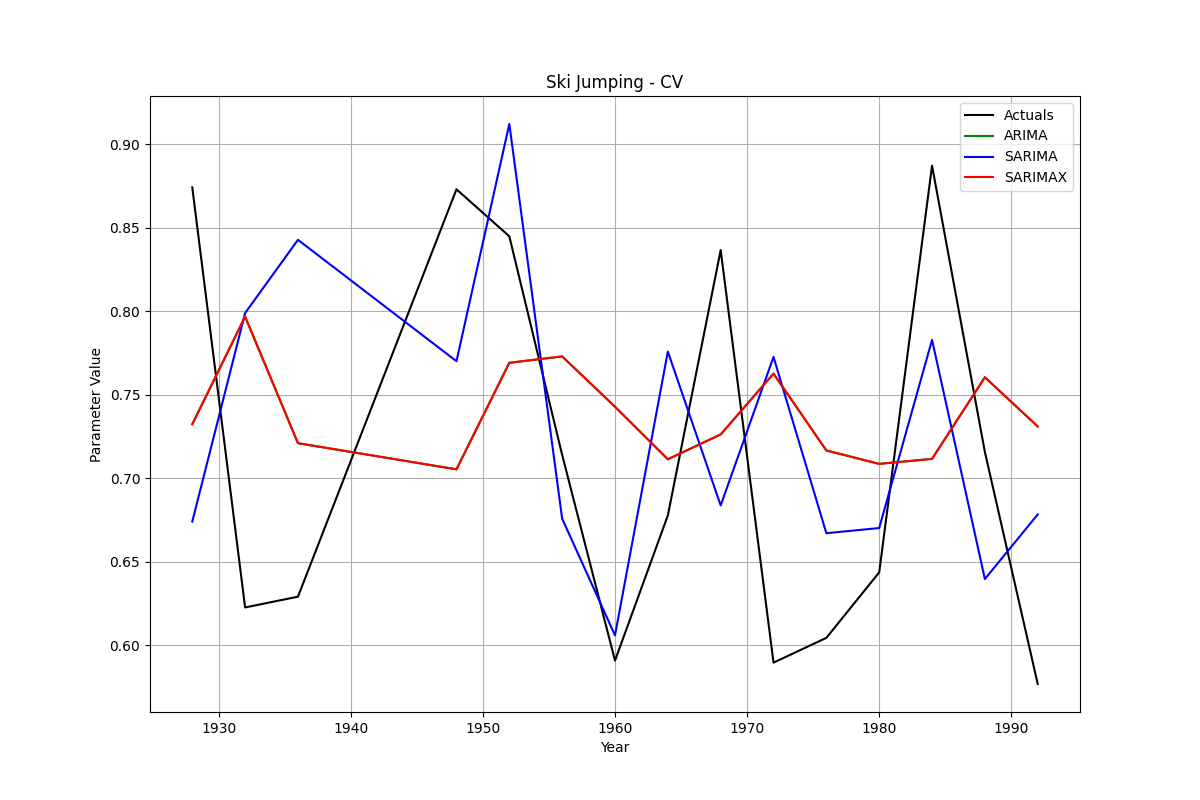 Ski Jumping - CV
Actuals
ARIMA
SARIMA
SARIMAX
Parameter Value
0.90
0.85
0.80
0.75
0.70
0.65
0.60
1930 1940 1950 1960 1970 1980 1990
Year